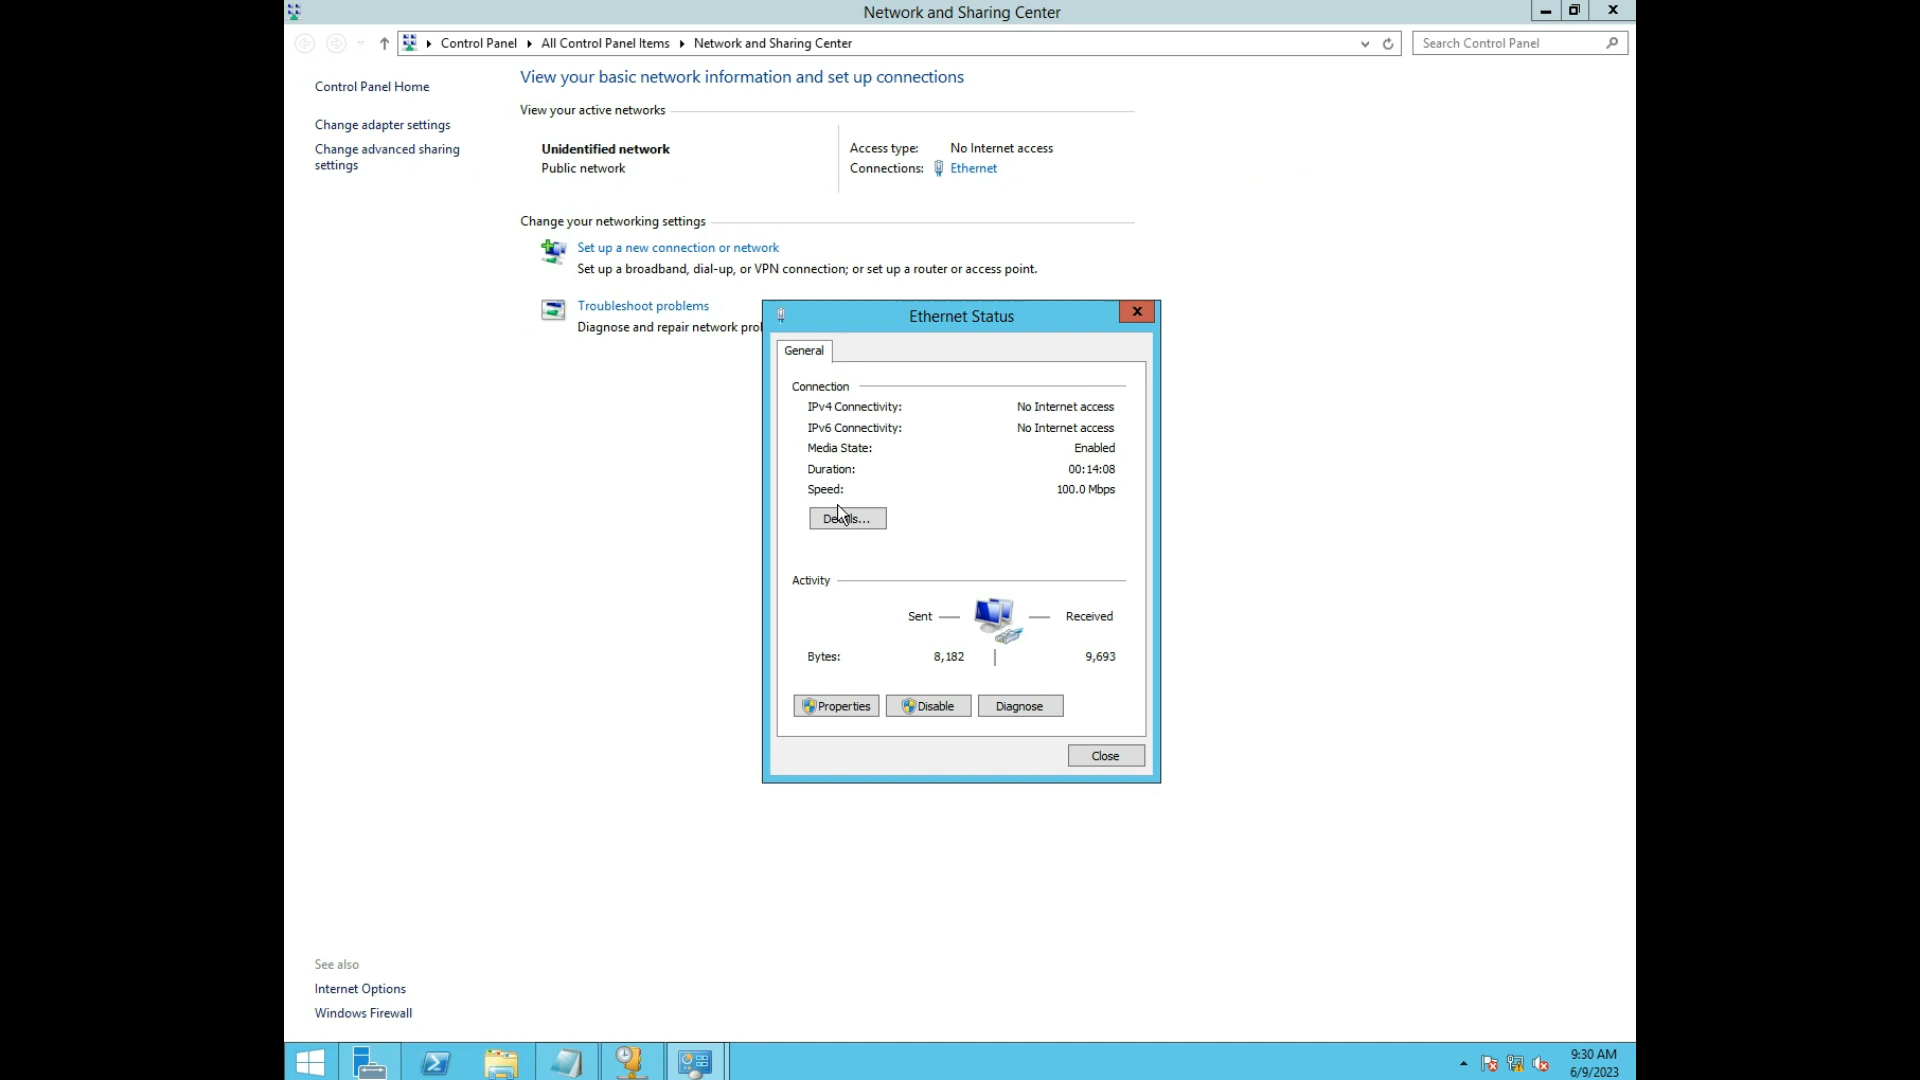 Network and Sharing Center
Control Panel
All Control Panel Items
Network and Sharing Center
Search Control Panel
Control Panel Home
Change adapter settings
Change advanced sharing
settings
View your basic network information and set up connections
View your active networks
Unidentified network
Public network
Access type: No Internet access
Connections: Ethernet
Change your networking settings
Set up a new connection or network
Set up a broadband, dial-up, or VPN connection; or set up a router or access point.
Troubleshoot problems
Diagnose and repair network
Ethernet Status
General
Connection
IPv4 Connectivity: No Internet access
IPv6 Connectivity: No Internet access
Media State: Enabled
Duration: 00:14:08
Speed: 100.0 Mbps
Details...
Activity
Sent
Received
Bytes: 8,182 9,693
Properties
Disable
Diagnose
Close
See also
Internet Options
Windows Firewall
9:30 AM
6/9/2023